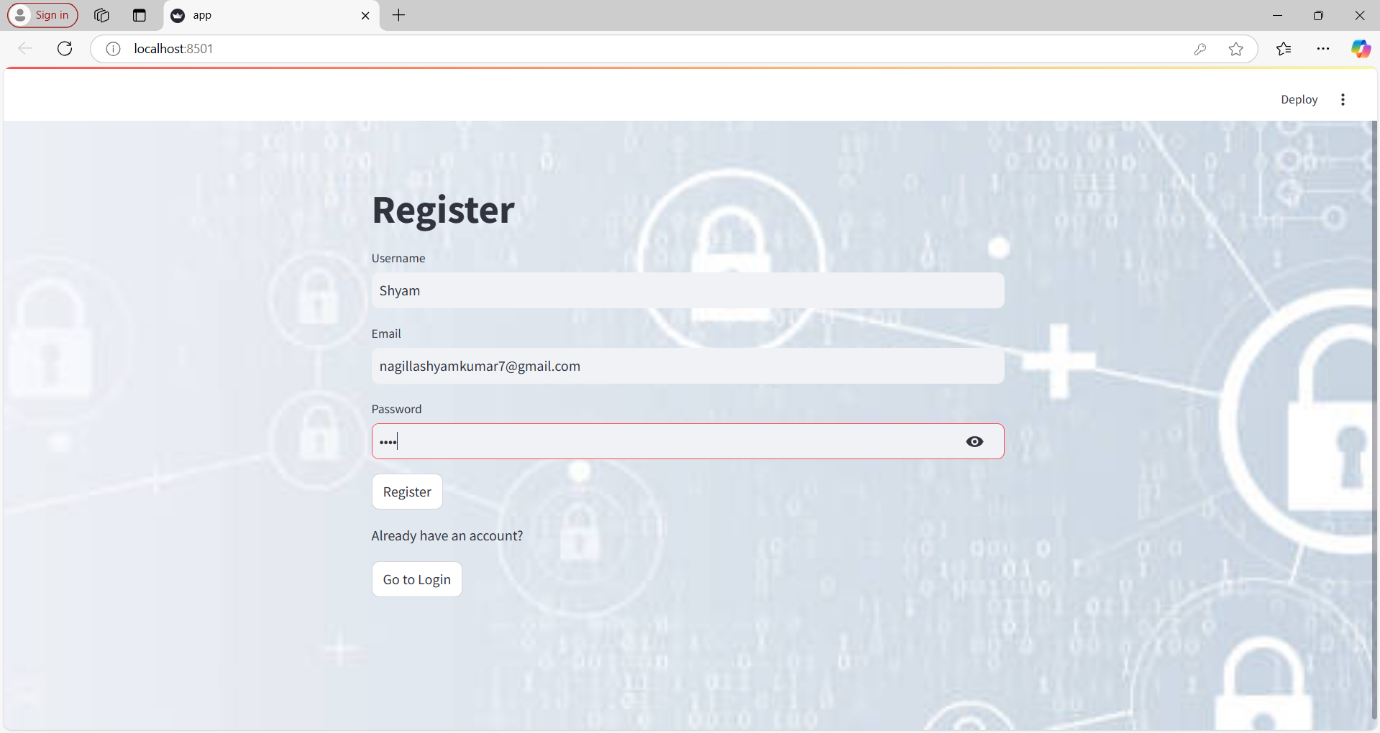 Sign in
app
localhost:8501
Deploy
Register
Username
Shyam
Email
nagillashyamkumar7@gmail.com
Password
••••
Register
Already have an account?
Go to Login